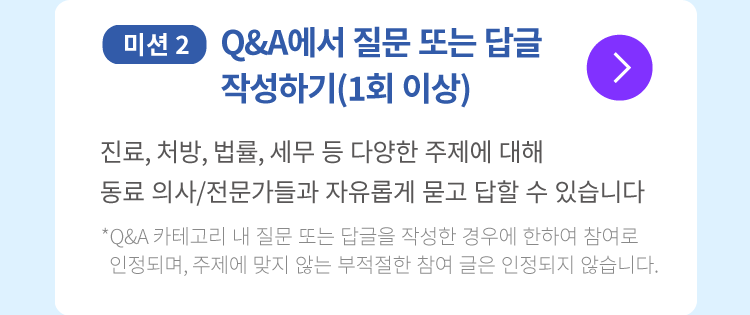 미션 2 Q&A에서 질문 또는 답글
작성하기(1회 이상)
진료, 처방, 법률, 세무 등 다양한 주제에 대해
동료 의사/전문가들과 자유롭게 묻고 답할 수 있습니다
*Q&A 카테고리 내 질문 또는 답글을 작성한 경우에 한하여 참여로
인정되며, 주제에 맞지 않는 부적절한 참여 글은 인정되지 않습니다.